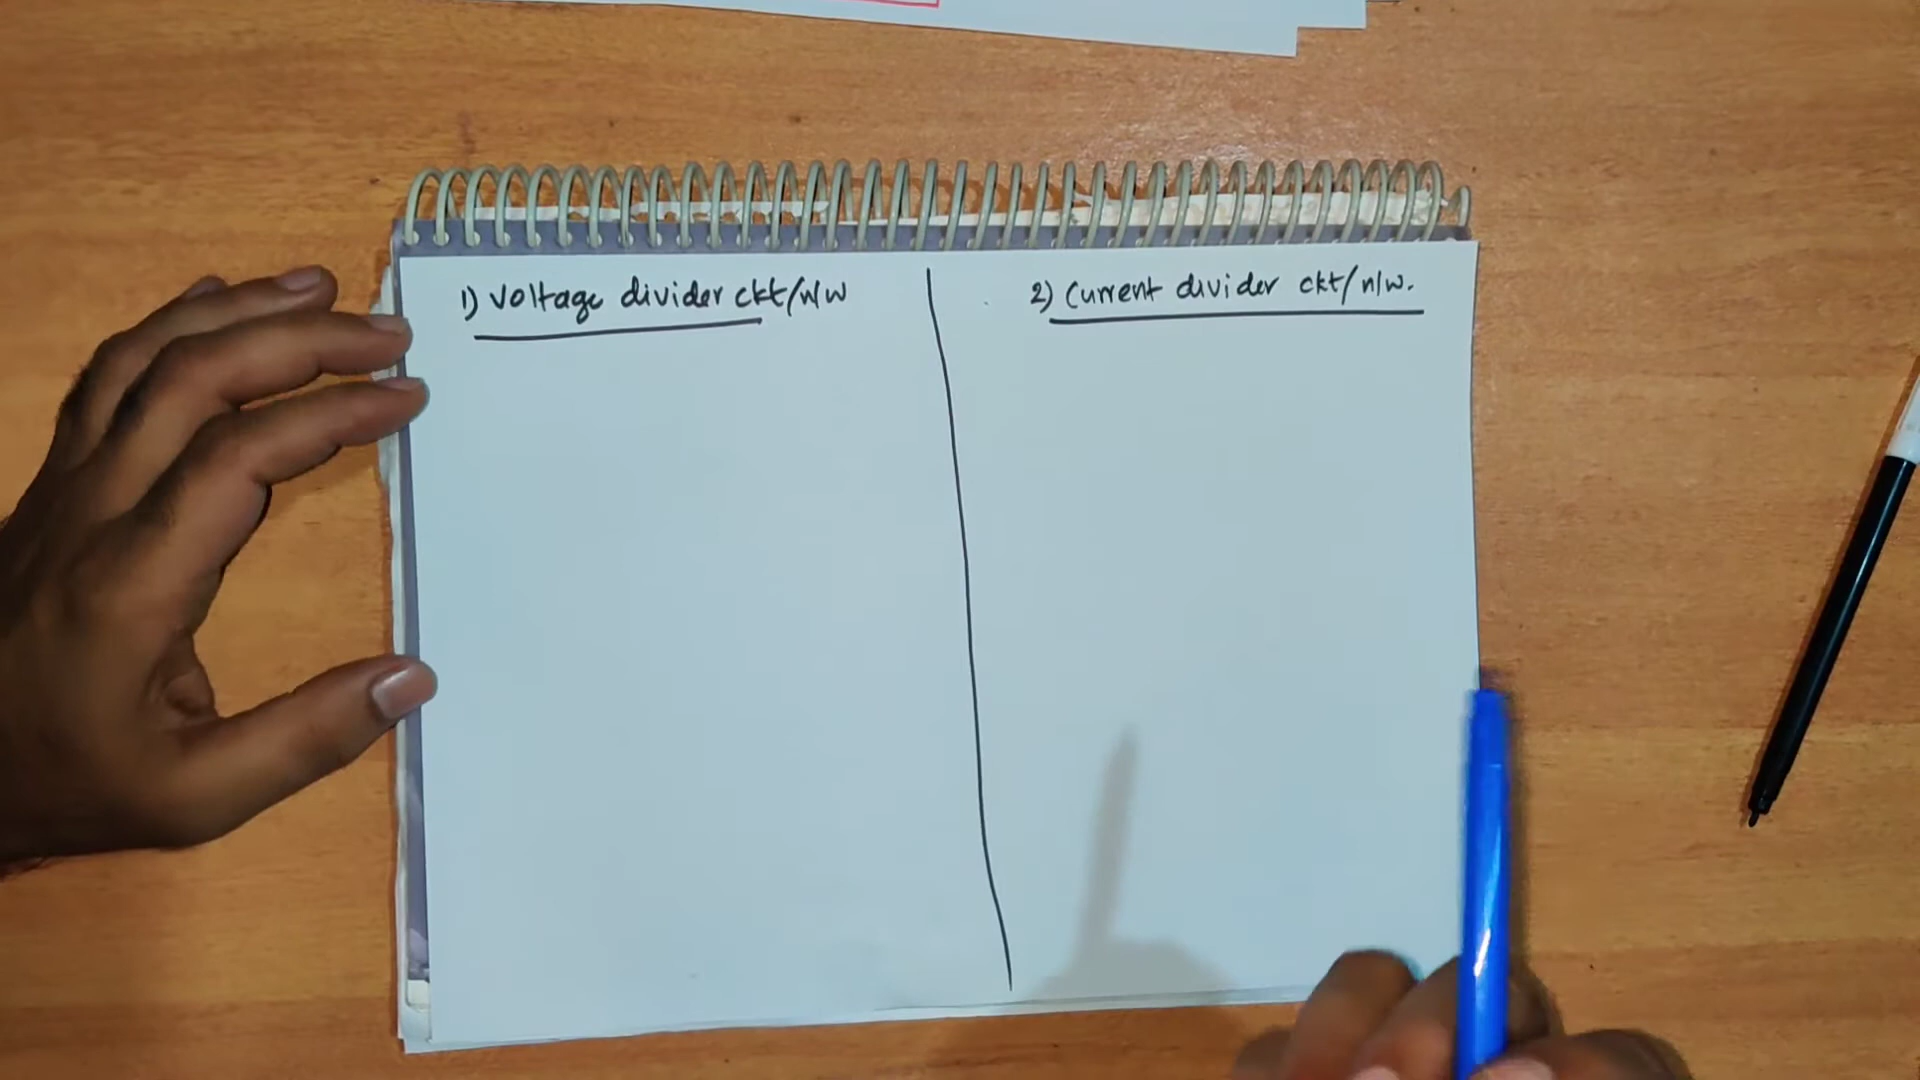 1) Voltage divider ckt/n/w
2) Current divider ckt/n/w.